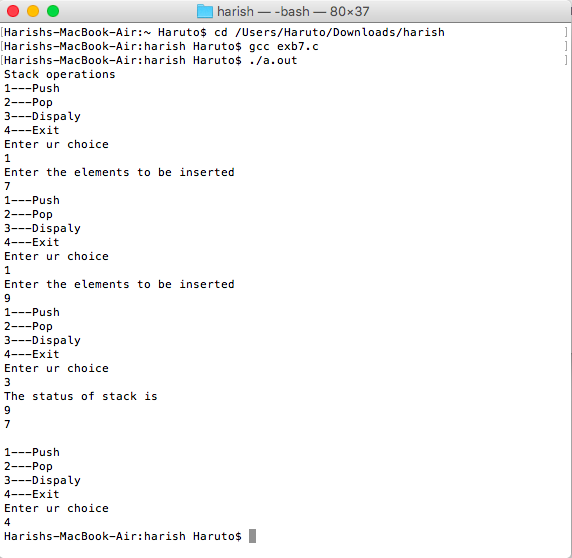 harish — -bash — 80×37
[Harishs-MacBook-Air:~ Haruto$ cd /Users/Haruto/Downloads/harish ]
[Harishs-MacBook-Air:harish Haruto$ gcc exb7.c ]
[Harishs-MacBook-Air:harish Haruto$ ./a.out ]
Stack operations
1---Push
2---Pop
3---Dispaly
4---Exit
Enter ur choice
1
Enter the elements to be inserted
7
1---Push
2---Pop
3---Dispaly
4---Exit
Enter ur choice
1
Enter the elements to be inserted
9
1---Push
2---Pop
3---Dispaly
4---Exit
Enter ur choice
3
The status of stack is
9
7
1---Push
2---Pop
3---Dispaly
4---Exit
Enter ur choice
4
Harishs-MacBook-Air:harish Haruto$